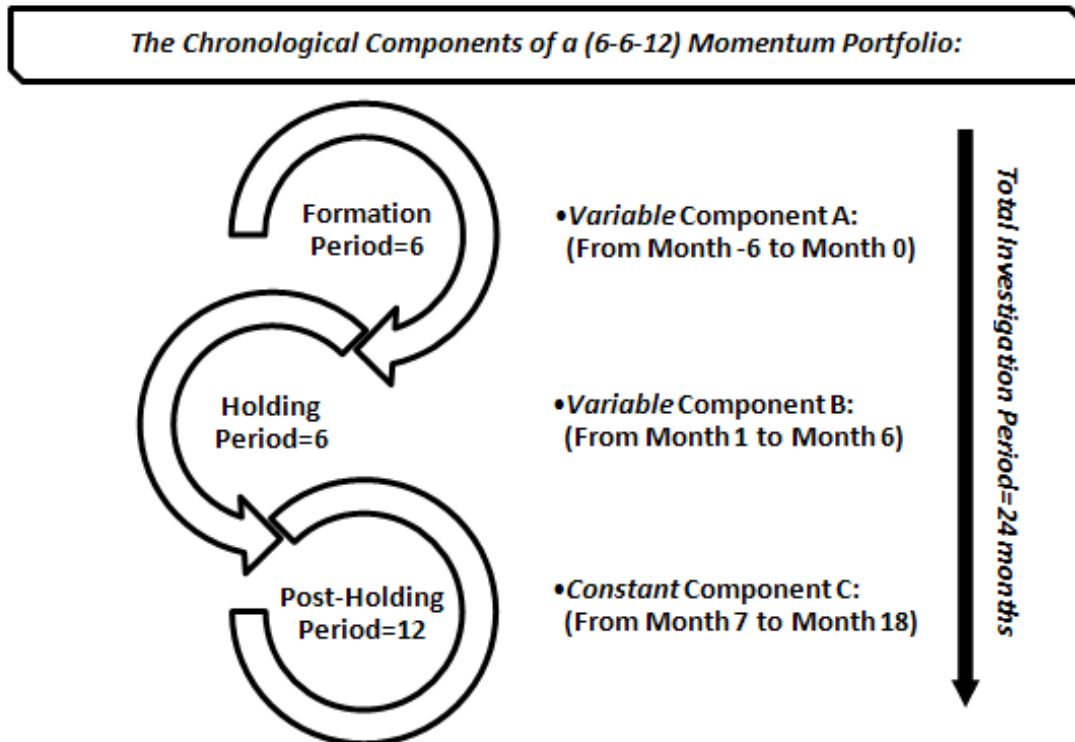 The Chronological Components of a (6-6-12) Momentum Portfolio:
Formation
Period=6
•Variable Component A:
(From Month -6 to Month 0)
Holding
Period=6
•Variable Component B:
(From Month 1 to Month 6)
Post-Holding
Period=12
•Constant Component C:
(From Month 7 to Month 18)
Total Investigation Period=24 months